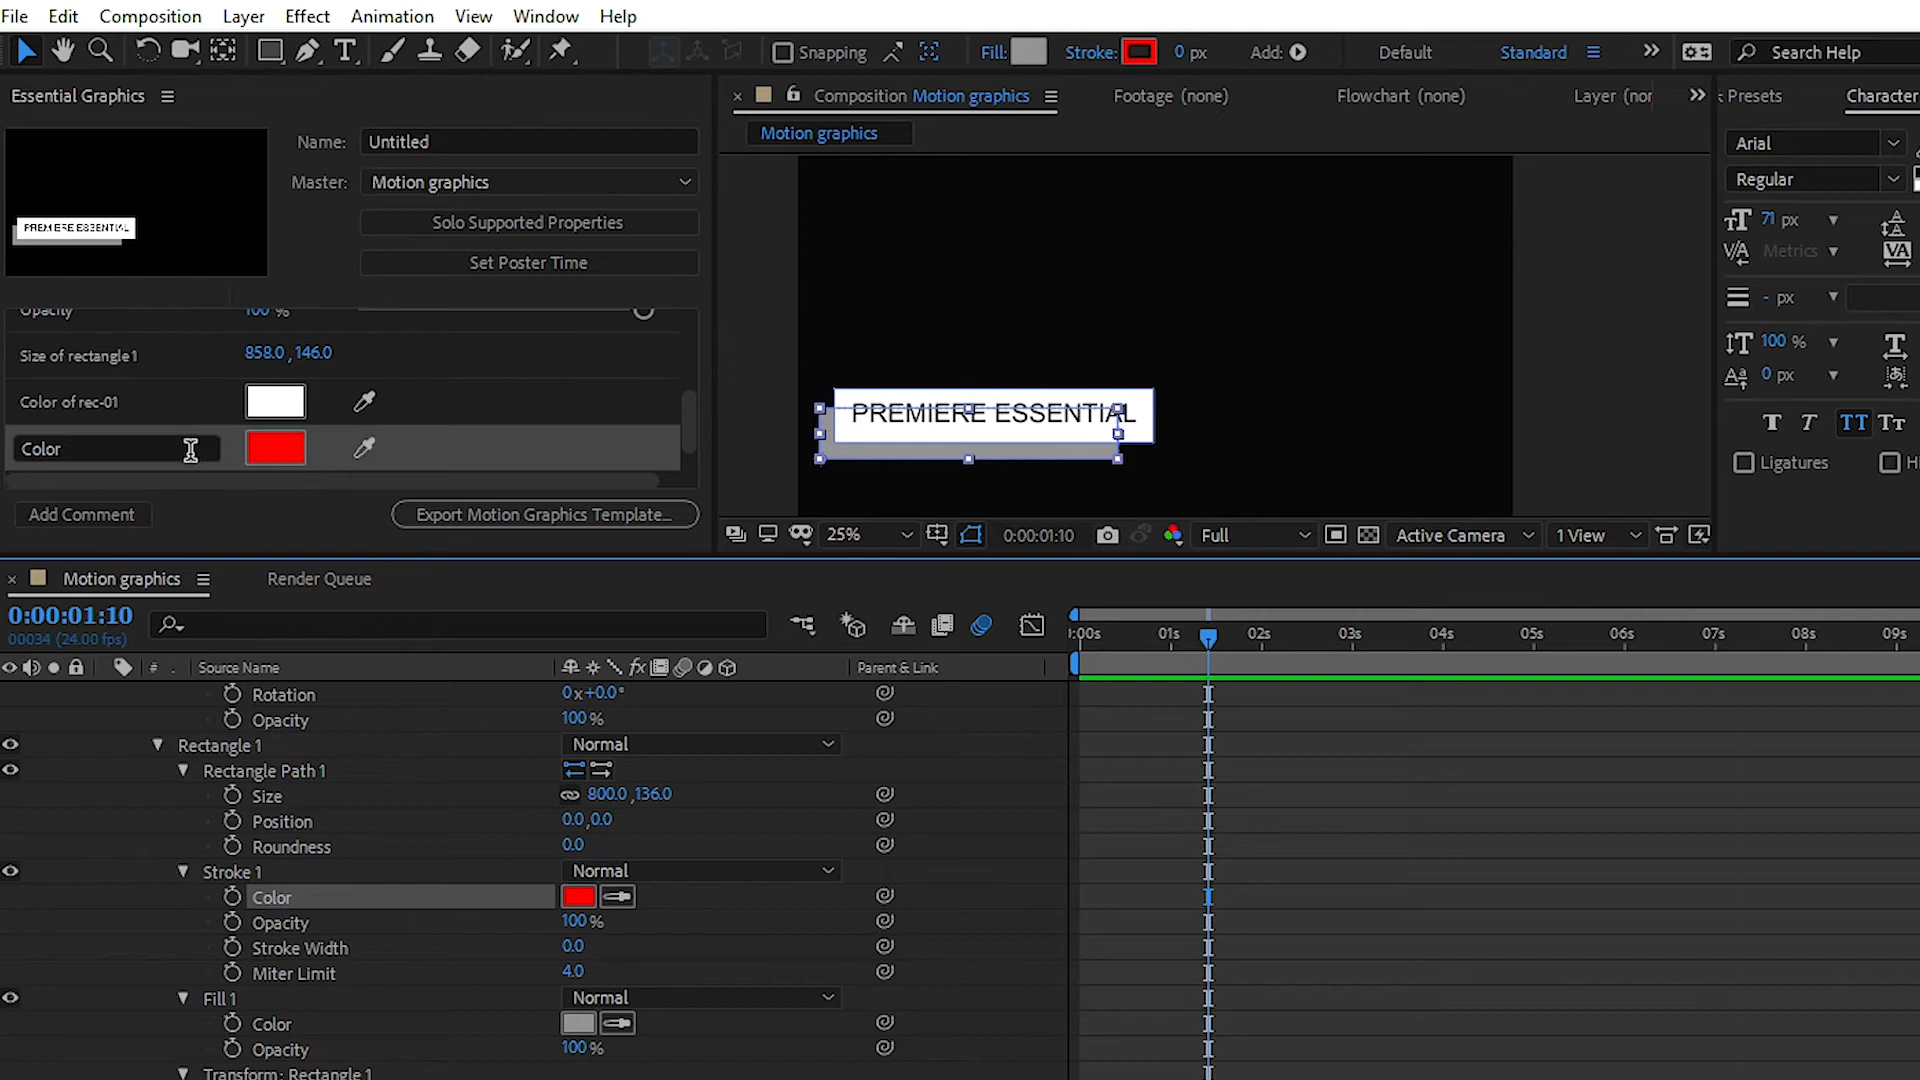 File Edit Composition Layer Effect Animation View Window Help
Snapping Fill: Stroke: 0 px Add: Default Standard Search Help
Essential Graphics
Composition Motion graphics Footage (none) Flowchart (none) Layer (nor
Presets Character
Motion graphics
Name: Untitled
Master: Motion graphics
Solo Supported Properties
Set Poster Time
PREMIERE ESSENTIAL
Opacity 100 %
Size of rectangle1 858.0 ,146.0
Color of rec-01
Color
Add Comment Export Motion Graphics Template...
PREMIERE ESSENTIAL
25% 0:00:01:10 Full Active Camera 1 View
Arial
Regular
71 px
Metrics
- px
100 %
0 px
T T TT Tr
Ligatures Hi
Motion graphics Render Queue
0:00:01:10
00034 (24.00 fps)
:00s 01s 02s 03s 04s 05s 06s 07s 08s 09s
# . Source Name Parent & Link
Rotation 0x+0.0°
Opacity 100 %
Rectangle 1 Normal
Rectangle Path 1
Size 800.0 ,136.0
Position 0.0,0.0
Roundness 0.0
Stroke 1 Normal
Color
Opacity 100 %
Stroke Width 0.0
Miter Limit 4.0
Fill 1 Normal
Color
Opacity 100 %
Transform: Rectangle 1